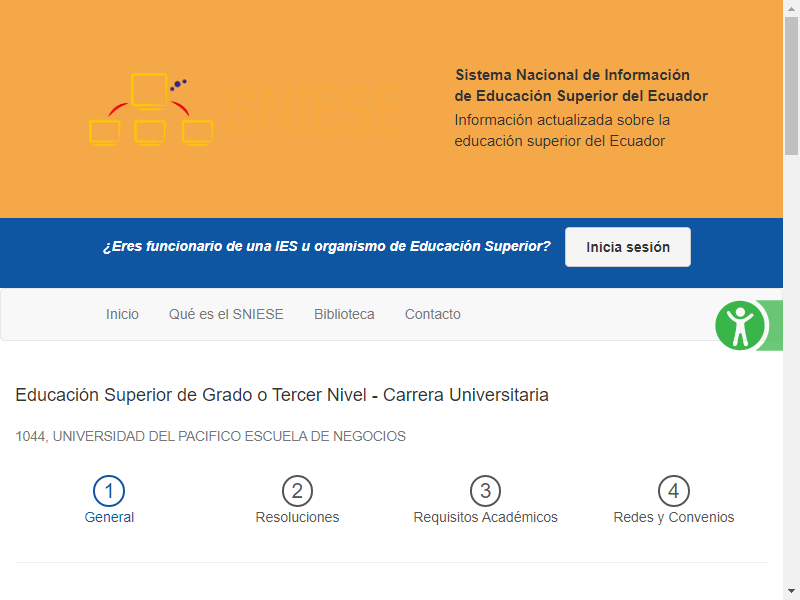 SNIESE
Sistema Nacional de Información
de Educación Superior del Ecuador
Información actualizada sobre la
educación superior del Ecuador
¿Eres funcionario de una IES u organismo de Educación Superior?
Inicia sesión
Inicio
Qué es el SNIESE
Biblioteca
Contacto
Educación Superior de Grado o Tercer Nivel - Carrera Universitaria
1044, UNIVERSIDAD DEL PACIFICO ESCUELA DE NEGOCIOS
1
General
2
Resoluciones
3
Requisitos Académicos
4
Redes y Convenios